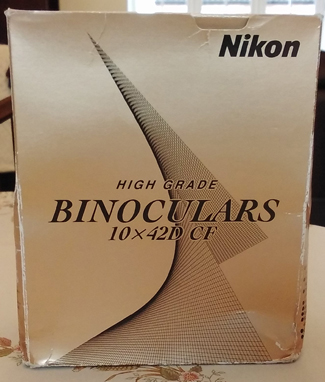 Nikon
HIGH GRADE
BINOCULARS
10×42D CF